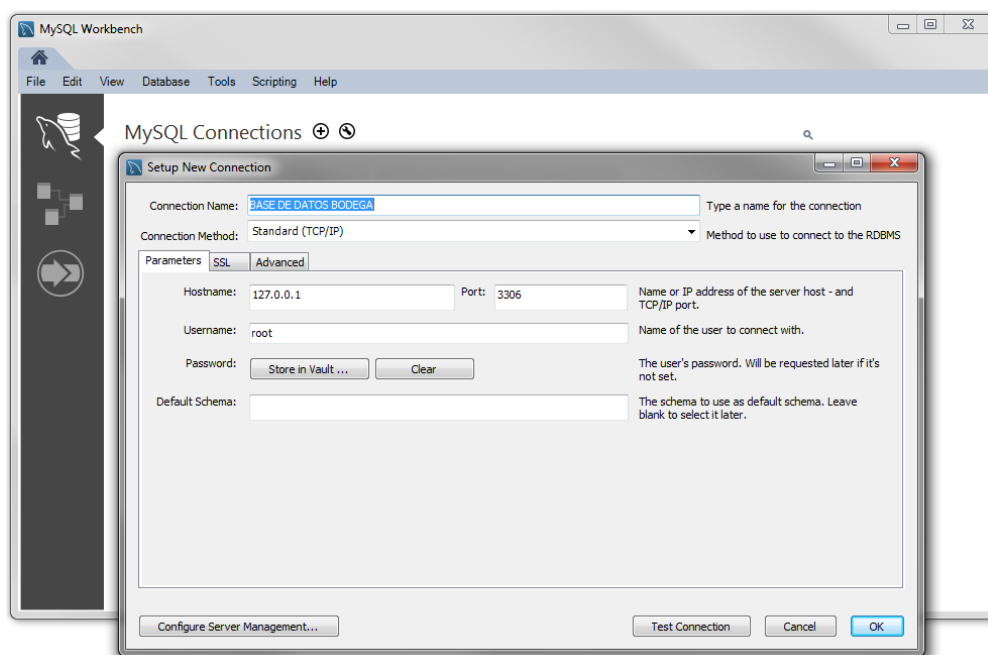 MySQL Workbench
File Edit View Database Tools Scripting Help
MySQL Connections
Setup New Connection
Connection Name: BASE DE DATOS BODEGA Type a name for the connection
Connection Method: Standard (TCP/IP) Method to use to connect to the RDBMS
Parameters SSL Advanced
Hostname: 127.0.0.1 Port: 3306 Name or IP address of the server host - and
TCP/IP port.
Username: root Name of the user to connect with.
Password: Store in Vault ... Clear The user's password. Will be requested later if it's
not set.
Default Schema: The schema to use as default schema. Leave
blank to select it later.
Configure Server Management... Test Connection Cancel OK